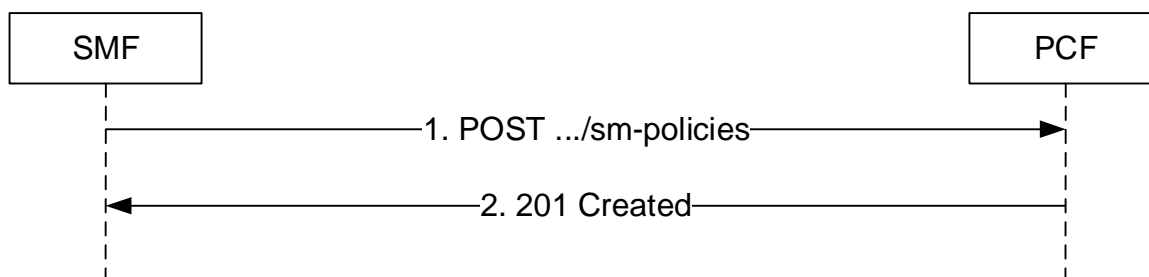 SMF
PCF
1. POST .../sm-policies
2. 201 Created